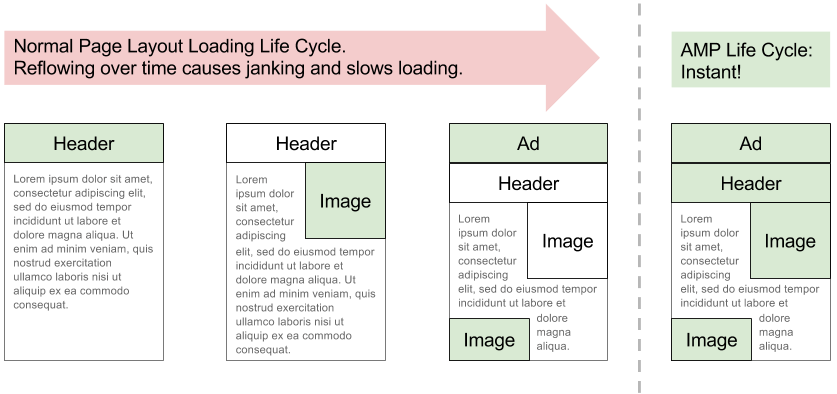 Normal Page Layout Loading Life Cycle.
Reflowing over time causes janking and slows loading.
AMP Life Cycle:
Instant!
Header
Lorem ipsum dolor sit amet,
consectetur adipiscing elit,
sed do eiusmod tempor
incididunt ut labore et
dolore magna aliqua. Ut
enim ad minim veniam, quis
nostrud exercitation
ullamco laboris nisi ut
aliquip ex ea commodo
consequat.
Header
Lorem
ipsum dolor
sit amet,
consectetur
adipiscing
Image
elit, sed do eiusmod tempor
incididunt ut labore et
dolore magna aliqua. Ut
enim ad minim veniam, quis
nostrud exercitation
ullamco laboris nisi ut
aliquip ex ea commodo
consequat.
Ad
Header
Lorem
ipsum dolor
sit amet,
consectetur
adipiscing
Image
elit, sed do eiusmod tempor
incididunt ut labore et
Image
dolore
magna
aliqua.
Ad
Header
Lorem
ipsum dolor
sit amet,
consectetur
adipiscing
Image
elit, sed do eiusmod tempor
incididunt ut labore et
Image
dolore
magna
aliqua.